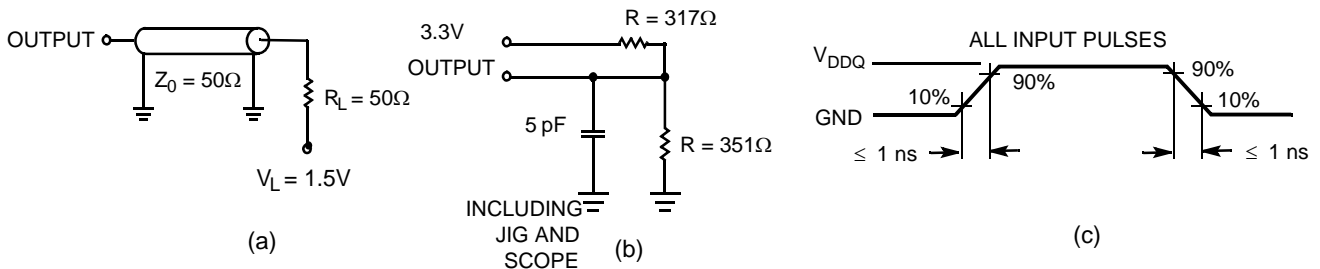 OUTPUT
Z0 = 50Ω
RL = 50Ω
VL = 1.5V
(a)
R = 317Ω
3.3V
OUTPUT
5 pF
R = 351Ω
INCLUDING
JIG AND
SCOPE
(b)
ALL INPUT PULSES
VDDQ
GND
10%
90%
90%
10%
≤ 1 ns
≤ 1 ns
(c)